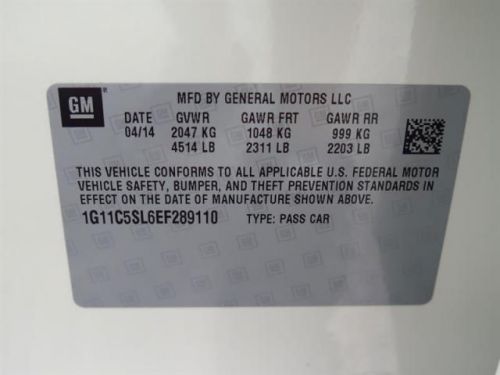 GM
MFD BY GENERAL MOTORS LLC
DATE GVWR GAWR FRT GAWR RR
04/14 2047 KG 1048 KG 999 KG
4514 LB 2311 LB 2203 LB
THIS VEHICLE CONFORMS TO ALL APPLICABLE U.S. FEDERAL MOTOR
VEHICLE SAFETY, BUMPER, AND THEFT PREVENTION STANDARDS IN
EFFECT ON THE DATE OF MANUFACTURE SHOWN ABOVE.
1G11C5SL6EF289110 TYPE: PASS CAR